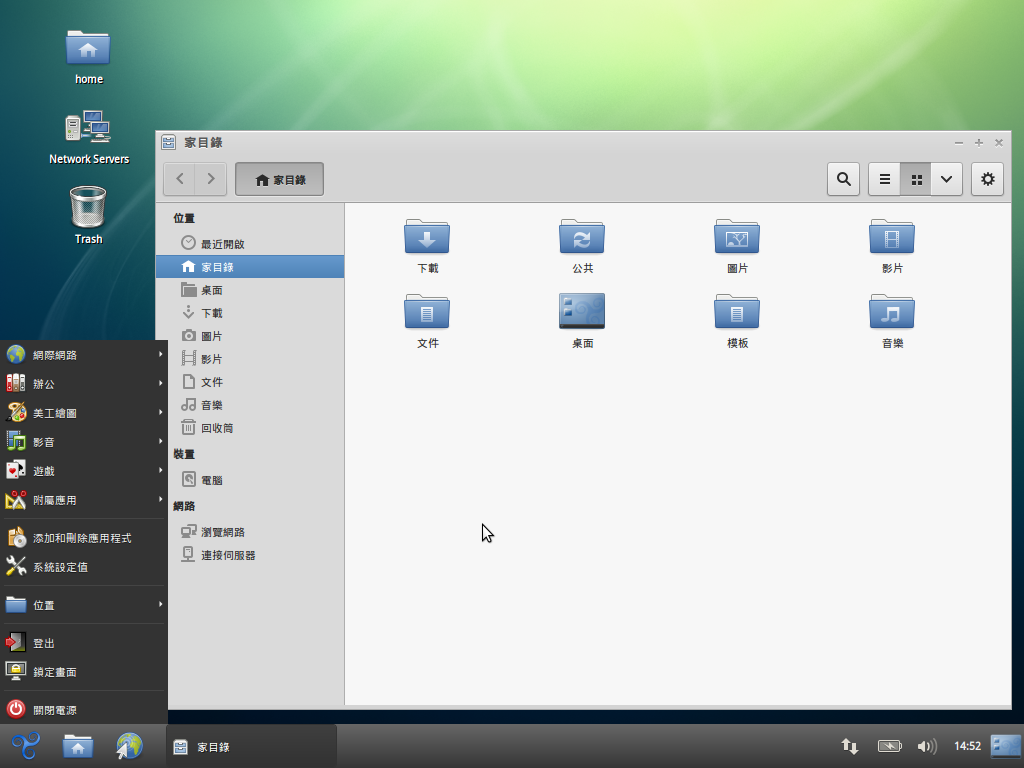 home
Network Servers
Trash
家目錄
家目錄
位置
最近開啟
家目錄
桌面
下載
圖片
影片
文件
音樂
回收筒
裝置
電腦
網路
瀏覽網路
連接伺服器
下載
公共
圖片
影片
文件
桌面
模板
音樂
網際網路
辦公
美工繪圖
影音
遊戲
附屬應用
添加和刪除應用程式
系統設定值
位置
登出
鎖定畫面
關閉電源
家目錄
14:52